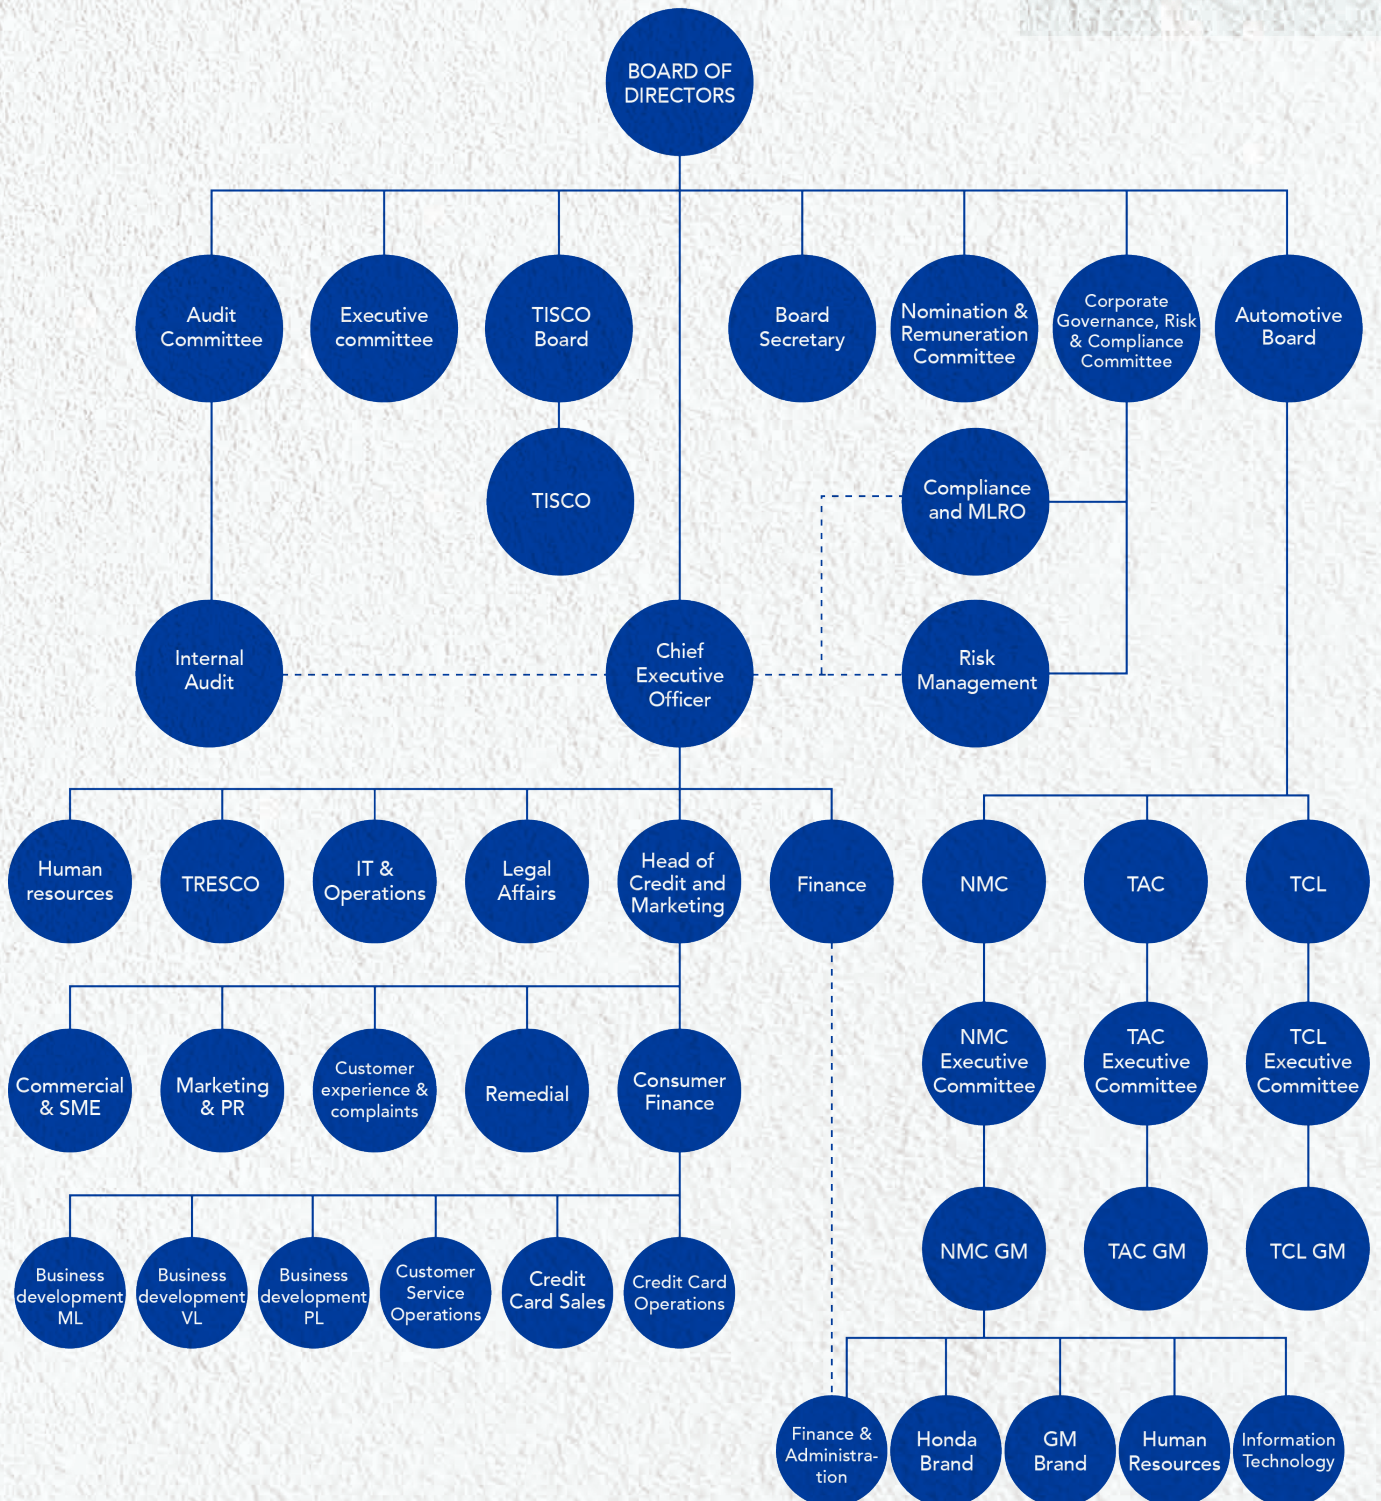 BOARD OF
DIRECTORS
Audit
Committee
Executive
committee
TISCO
Board
Board
Secretary
Nomination &
Remuneration
Committee
Corporate
Governance, Risk
& Compliance
Committee
Automotive
Board
TISCO
Compliance
and MLRO
Internal
Audit
Chief
Executive
Officer
Risk
Management
Human
resources
TRESCO
IT &
Operations
Legal
Affairs
Head of
Credit and
Marketing
Finance
NMC
TAC
TCL
Commercial
& SME
Marketing
& PR
Customer
experience &
complaints
Remedial
Consumer
Finance
NMC
Executive
Committee
TAC
Executive
Committee
TCL
Executive
Committee
Business
development
ML
Business
development
VL
Business
development
PL
Customer
Service
Operations
Credit
Card Sales
Credit Card
Operations
NMC GM
TAC GM
TCL GM
Finance &
Administra-
tion
Honda
Brand
GM
Brand
Human
Resources
Information
Technology